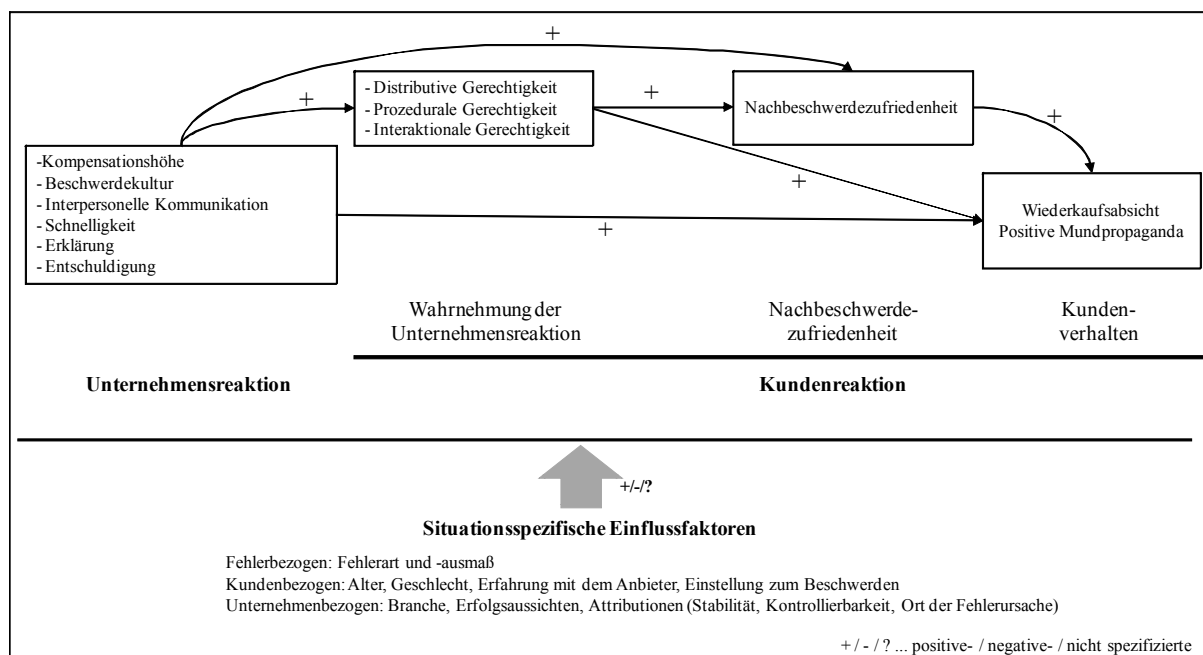 +
- Distributive Gerechtigkeit
- Prozedurale Gerechtigkeit
- Interaktionale Gerechtigkeit
+
+
Nachbeschwerdezufriedenheit
+
-Kompensationshöhe
- Beschwerdekultur
- Interpersonelle Kommunikation
- Schnelligkeit
- Erklärung
- Entschuldigung
+
+
Wiederkaufsabsicht
Positive Mundpropaganda
Wahrnehmung der
Unternehmensreaktion
Nachbeschwerde-
zufriedenheit
Kunden-
verhalten
Unternehmensreaktion
Kundenreaktion
+/-/?
Situationsspezifische Einflussfaktoren
Fehlerbezogen: Fehlerart und -ausmaß
Kundenbezogen: Alter, Geschlecht, Erfahrung mit dem Anbieter, Einstellung zum Beschwerden
Unternehmenbezogen: Branche, Erfolgsaussichten, Attributionen (Stabilität, Kontrollierbarkeit, Ort der Fehlerursache)
+ / - / ? ... positive- / negative- / nicht spezifizierte